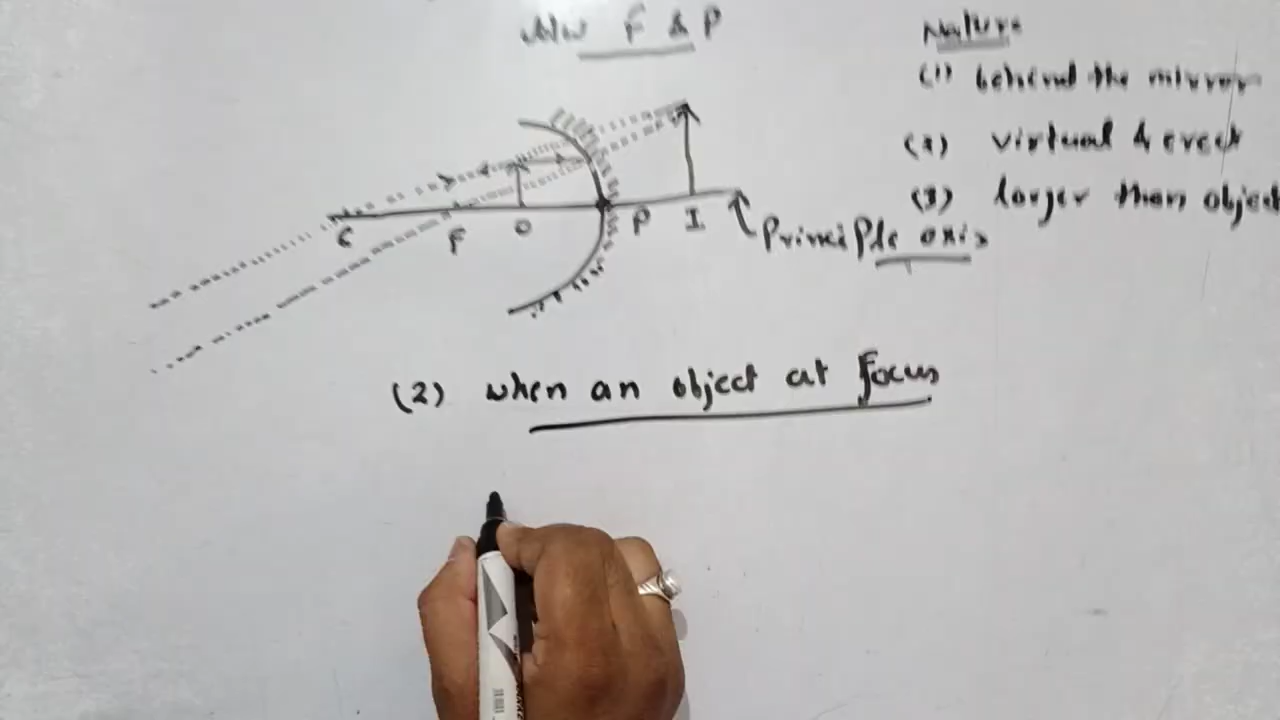 F & P
Nature
(1) behind the mirror
(2) virtual & erect
(3) larger than object
C F O P I
Principle axis
(2) when an object at Focus